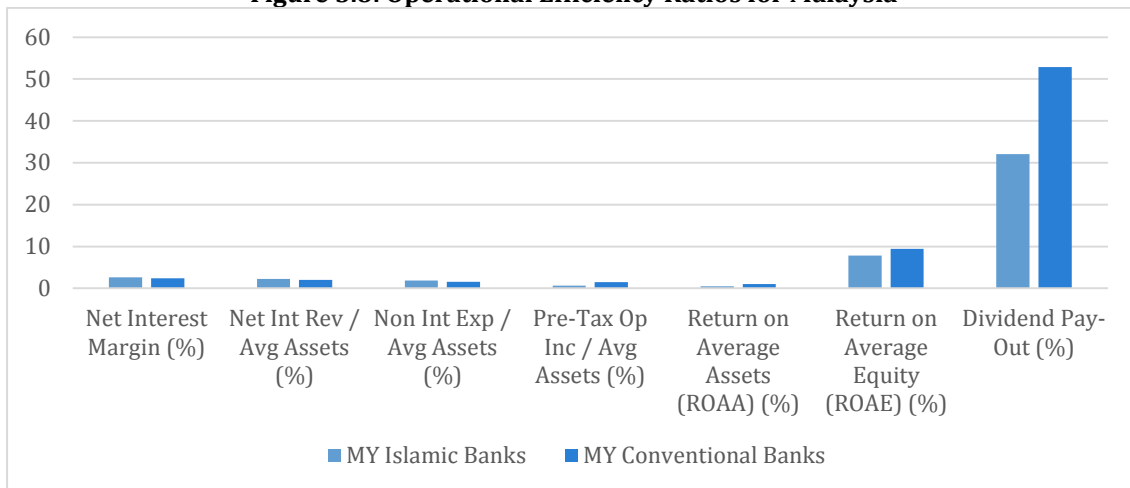 Figure 3.8: Operational Efficiency Ratios for Malaysia
60
50
40
30
20
10
0
Net Interest
Margin (%)
Net Int Rev /
Avg Assets
(%)
Non Int Exp /
Avg Assets
(%)
Pre-Tax Op
Inc / Avg
Assets (%)
Return on
Average
Assets
(ROAA) (%)
Return on
Average
Equity
(ROAE) (%)
Dividend Pay-
Out (%)
MY Islamic Banks
MY Conventional Banks